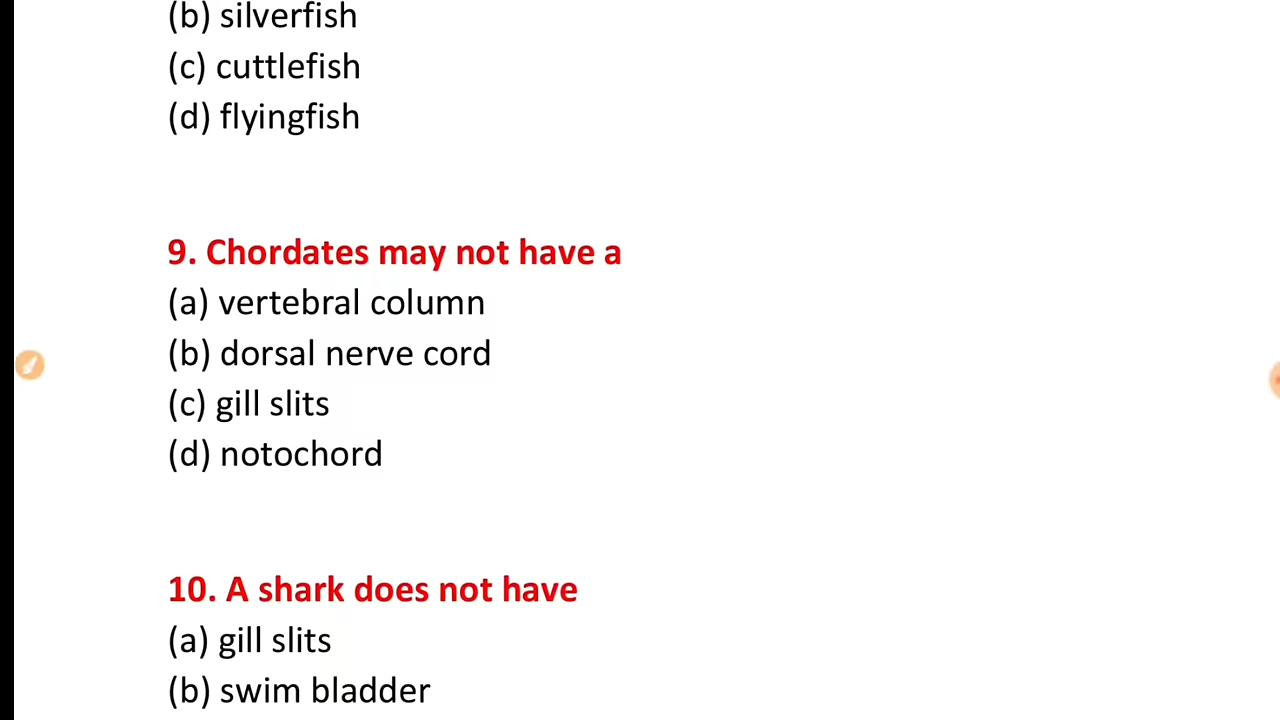 (b) silverfish
(c) cuttlefish
(d) flyingfish
9. Chordates may not have a
(a) vertebral column
(b) dorsal nerve cord
(c) gill slits
(d) notochord
10. A shark does not have
(a) gill slits
(b) swim bladder